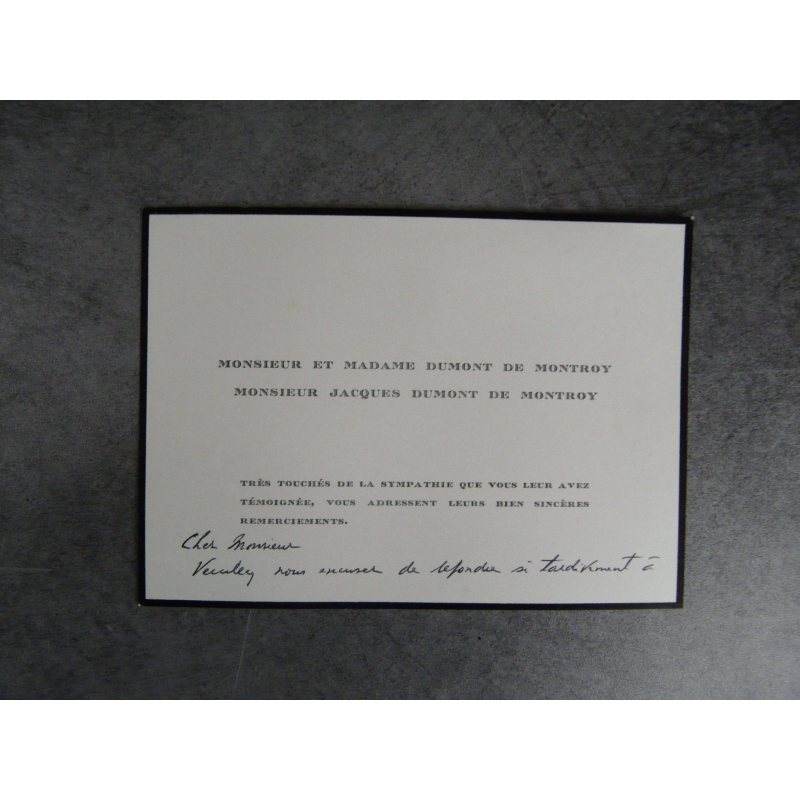 MONSIEUR ET MADAME DUMONT DE MONTROY
MONSIEUR JACQUES DUMONT DE MONTROY
TRÈS TOUCHÉS DE LA SYMPATHIE QUE VOUS LEUR AVEZ
TÉMOIGNÉE, VOUS ADRESSENT LEURS BIEN SINCÈRES
REMERCIEMENTS.
Cher Monsieur
Veuillez nous excuser de répondre si tardivement à